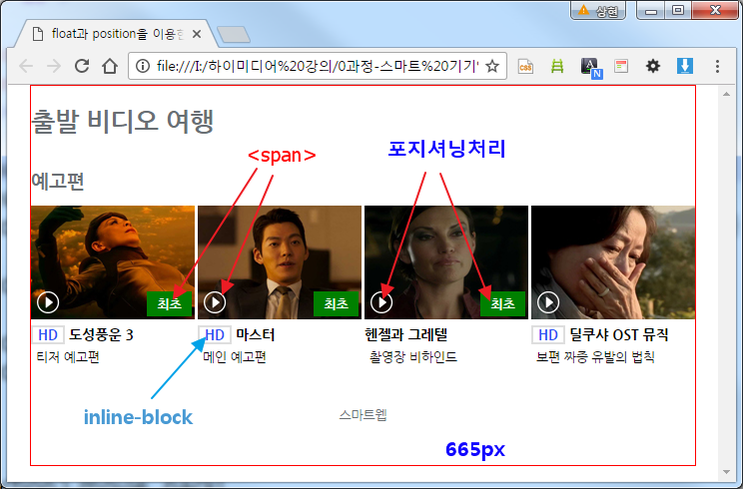 상현
float과 position을 이용한
file:///I:/하이미디어%20강의/0과정-스마트%20기기'
css
A
N
출발 비디오 여행
<span>
포지셔닝처리
예고편
최초
최초
최초
HD 도성풍운 3
HD 마스터
헨젤과 그레텔
HD 딜쿠샤 OST 뮤직
티저 예고편
메인 예고편
촬영장 비하인드
보편 짜증 유발의 법칙
inline-block
스마트웹
665px